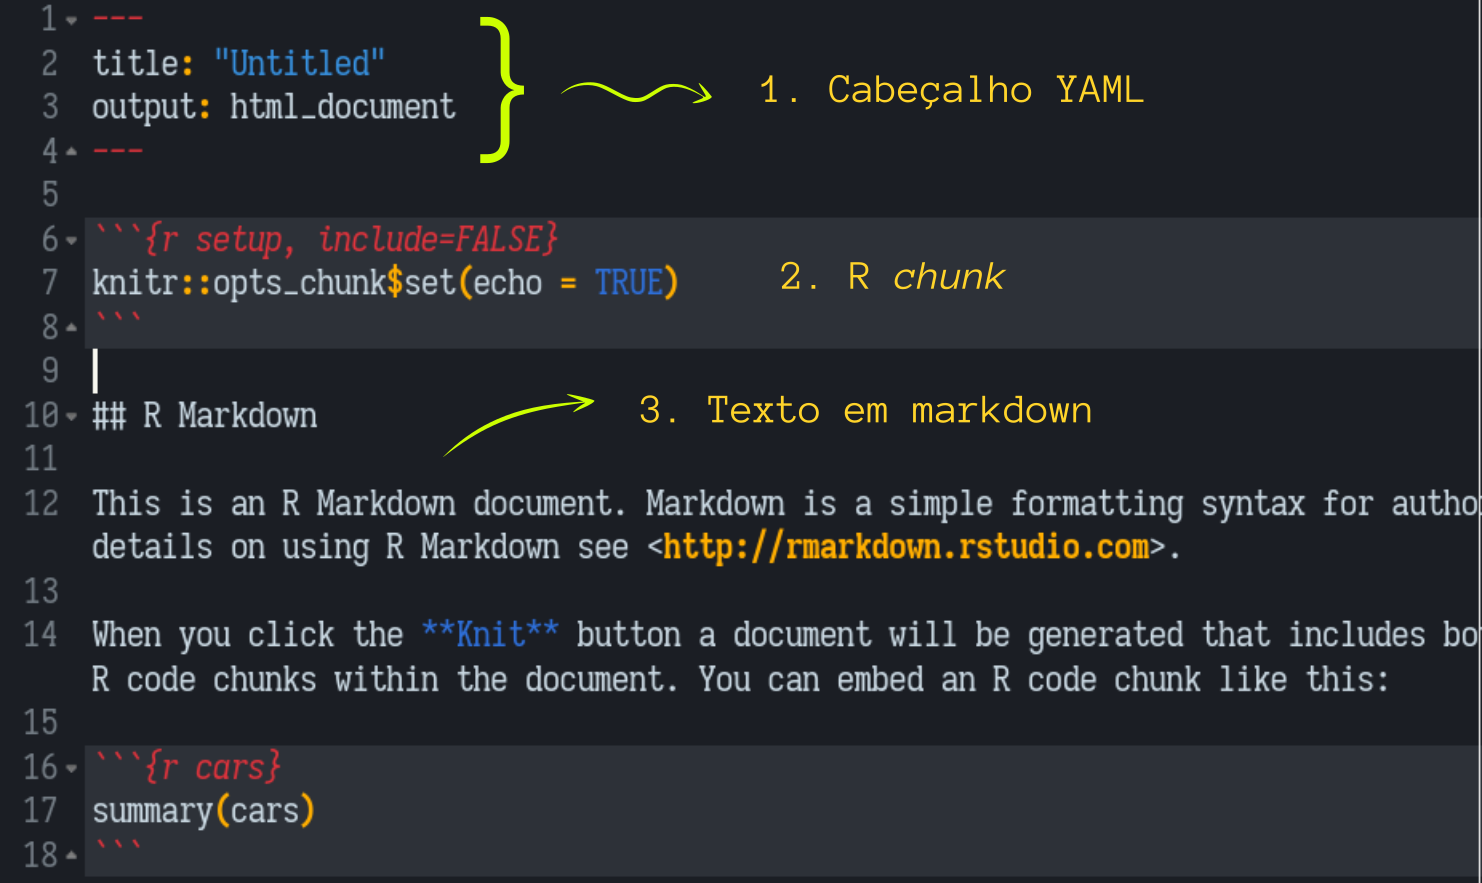 1 ---
2 title: "Untitled"
3 output: html_document
4 ---
1. Cabeçalho YAML
5
6 ```{r setup, include=FALSE}
7 knitr::opts_chunk$set(echo = TRUE)
8 ```
2. R chunk
9
10 ## R Markdown
3. Texto em markdown
11
12 This is an R Markdown document. Markdown is a simple formatting syntax for
details on using R Markdown see <http://rmarkdown.rstudio.com>.
13
14 When you click the **Knit** button a document will be generated that includes
R code chunks within the document. You can embed an R code chunk like this:
15
16 ```{r cars}
17 summary(cars)
18 ```